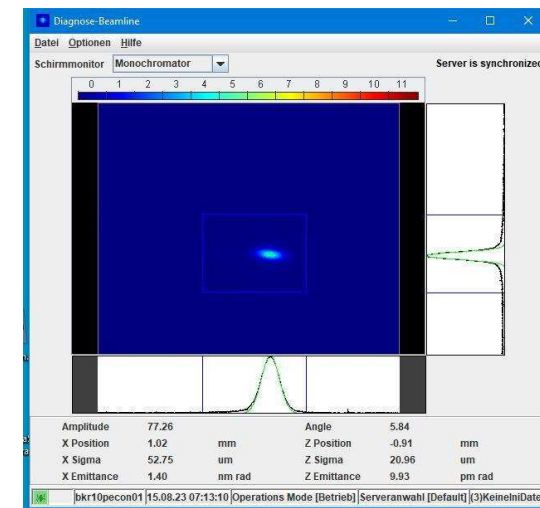 Diagnose-Beamline
Datei Optionen Hilfe
Schirmmonitor Monochromator Server is synchronized
0 1 2 3 4 5 6 7 8 9 10 11
Amplitude 77.26 Angle 5.84
X Position 1.02 mm Z Position -0.91 mm
X Sigma 52.75 um Z Sigma 20.96 um
X Emittance 1.40 nm rad Z Emittance 9.93 pm rad
bkr10pecon01 15.08.23 07:13:10 Operations Mode [Betrieb] Serveranwahl [Default] (3)KeineIniDate